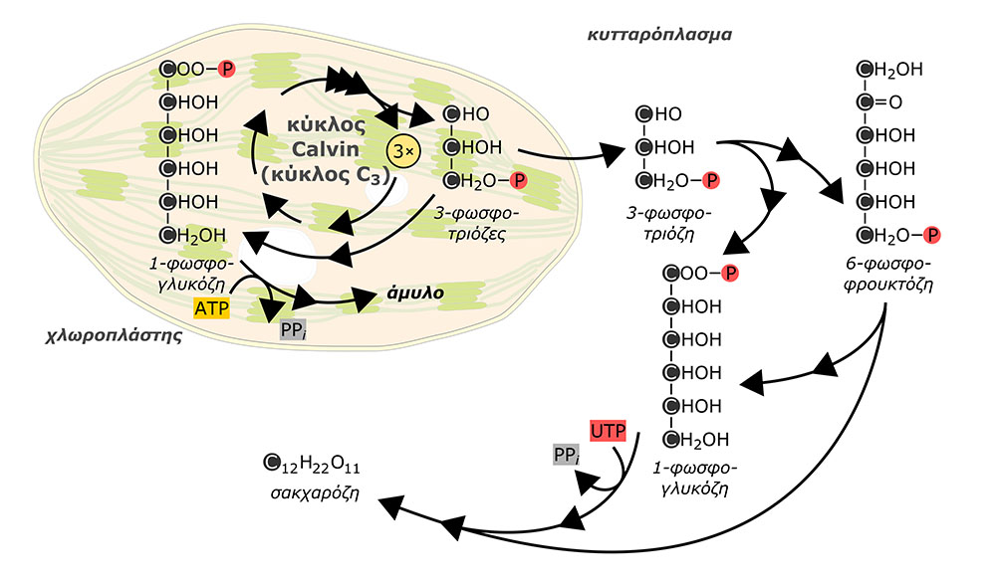 κυτταρόπλασμα
COO–P
CHOH
CHOH
CHOH
CHOH
CH₂OH
1-φωσφο-
γλυκόζη
κύκλος
Calvin
(κύκλος C₃)
3×
CHO
CHOH
CH₂O–P
3-φωσφο-
τριόζες
ATP
PPᵢ
άμυλο
χλωροπλάστης
CHO
CHOH
CH₂O–P
3-φωσφο-
τριόζη
CH₂OH
C=O
CHOH
CHOH
CHOH
CH₂O–P
6-φωσφο-
φρουκτόζη
COO–P
CHOH
CHOH
CHOH
CHOH
CH₂OH
1-φωσφο-
γλυκόζη
UTP
PPᵢ
C₁₂H₂₂O₁₁
σακχαρόζη